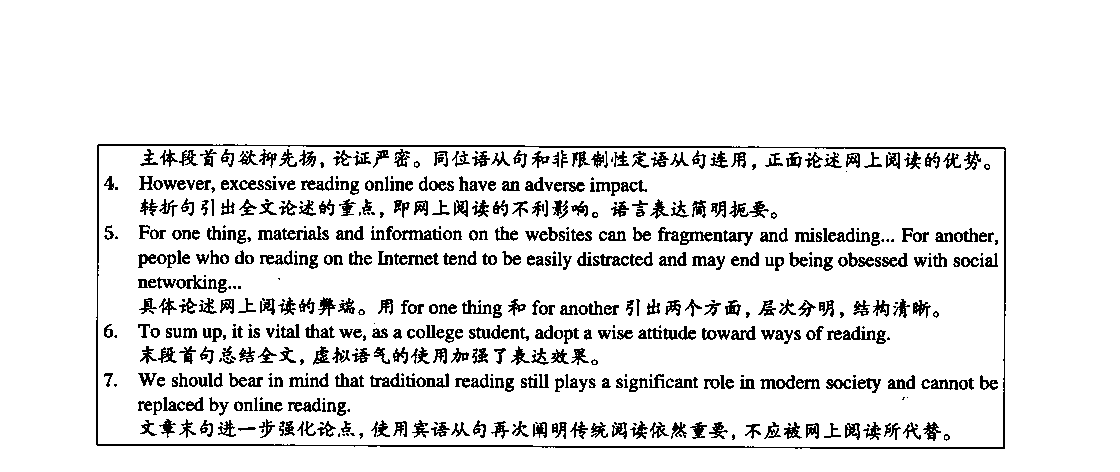 主体段首句欲抑先扬，论证严密。同位语从句和非限制性定语从句连用，正面论述网上阅读的优势。
4. However, excessive reading online does have an adverse impact.
转折句引出全文论述的重点，即网上阅读的不利影响。语言表达简明扼要。
5. For one thing, materials and information on the websites can be fragmentary and misleading... For another,
people who do reading on the Internet tend to be easily distracted and may end up being obsessed with social
networking...
具体论述网上阅读的弊端。用 for one thing 和 for another 引出两个方面，层次分明，结构清晰。
6. To sum up, it is vital that we, as a college student, adopt a wise attitude toward ways of reading.
末段首句总结全文，虚拟语气的使用加强了表达效果。
7. We should bear in mind that traditional reading still plays a significant role in modern society and cannot be
replaced by online reading.
文章末句进一步强化论点，使用宾语从句再次阐明传统阅读依然重要，不应被网上阅读所代替。